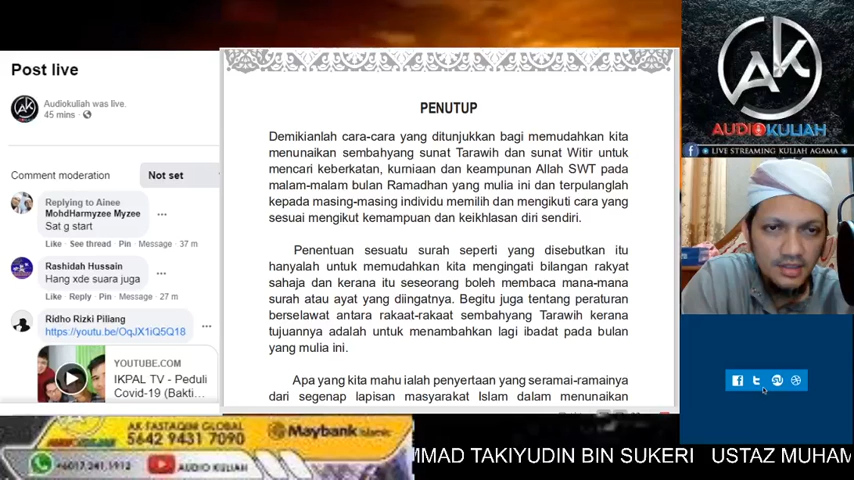 Post live
Audiokuliah was live.
45 mins ·
Comment moderation
Not set
Replying to Ainee
MohdHarmyzee Myzee
Sat g start
Like · See thread · Pin · Message · 37 m
Rashidah Hussain
Hang xde suara juga
Like · Reply · Pin · Message · 27 m
Ridho Rizki Piliang
https://youtu.be/OqJX1iQ5Q18
YOUTUBE.COM
IKPAL TV - Peduli
Covid-19 (Bakti...
PENUTUP
Demikianlah cara-cara yang ditunjukkan bagi memudahkan kita
menunaikan sembahyang sunat Tarawih dan sunat Witir untuk
mencari keberkatan, kurniaan dan keampunan Allah SWT pada
malam-malam bulan Ramadhan yang mulia ini dan terpulanglah
kepada masing-masing individu memilih dan mengikuti cara yang
sesuai mengikut kemampuan dan keikhlasan diri sendiri.
Penentuan sesuatu surah seperti yang disebutkan itu
hanyalah untuk memudahkan kita mengingati bilangan rakyat
sahaja dan kerana itu seseorang boleh membaca mana-mana
surah atau ayat yang diingatnya. Begitu juga tentang peraturan
berselawat antara rakaat-rakaat sembahyang Tarawih kerana
tujuannya adalah untuk menambahkan lagi ibadat pada bulan
yang mulia ini.
Apa yang kita mahu ialah penyertaan yang seramai-ramainya
dari segenap lapisan masyarakat Islam dalam menunaikan
AK
AUDIOKULIAH
LIVE STREAMING KULIAH AGAMA
AK FASTAQIM GLOBAL
5642 9431 7090
Maybank Islamic
+6017.241.1912
AUDIO KULIAH
MMAD TAKIYUDIN BIN SUKERI USTAZ MUHAM